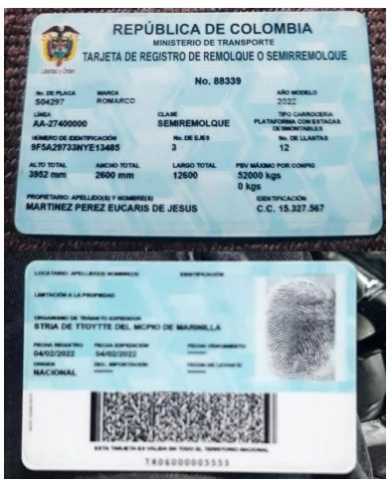 REPÚBLICA DE COLOMBIA
MINISTERIO DE TRANSPORTE
TARJETA DE REGISTRO DE REMOLQUE O SEMIRREMOLQUE
Libertad y Orden
No. 88339
No. DE PLACA MARCA AÑO MODELO
S04297 ROMARCO 2022
LÍNEA CLASE TIPO CARROCERIA
AA-27400000 SEMIREMOLQUE PLATAFORMA CON ESTACAS DESMONTABLES
NÚMERO DE IDENTIFICACIÓN No. DE EJES No. DE LLANTAS
9F5A29733NYE13485 3 12
ALTO TOTAL ANCHO TOTAL LARGO TOTAL PBV MÁXIMO POR COMPO
3952 mm 2600 mm 12600 52000 kgs
0 kgs
PROPIETARIO: APELLIDO(S) Y NOMBRE(S) IDENTIFICACIÓN
MARTINEZ PEREZ EUCARIS DE JESUS C.C. 15.327.567
LOCATARIO: APELLIDO(S) NOMBRE(S) IDENTIFICACIÓN
LIMITACIÓN A LA PROPIEDAD
ORGANISMO DE TRÁNSITO EXPEDIDOR
STRIA DE TTOYTTE DEL MCPIO DE MARINILLA
FECHA REGISTRO FECHA EXPEDICIÓN FECHA VENCIMIENTO
04/02/2022 04/02/2022
ORIGEN DEC. IMPORTACIÓN FECHA DE LEVANTE
NACIONAL
ESTA TARJETA ES VÁLIDA EN TODO EL TERRITORIO NACIONAL
TR06000005555